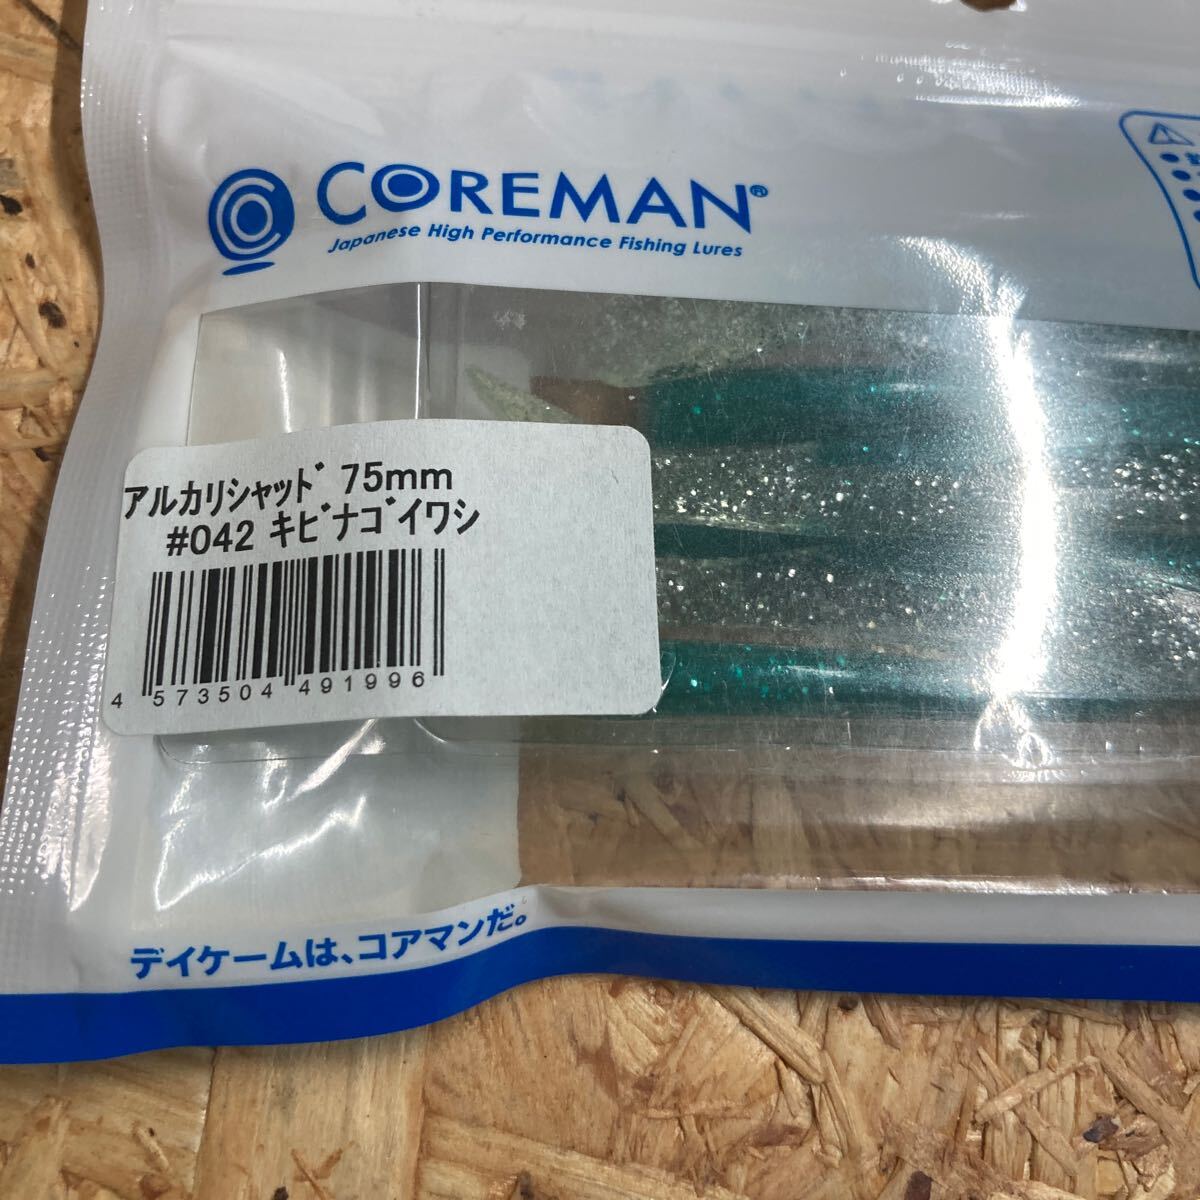 COREMAN®
Japanese High Performance Fishing Lures
アルカリシャッド 75mm
#042 キビナゴイワシ
4 573504 491996
デイゲームは、コアマンだ。